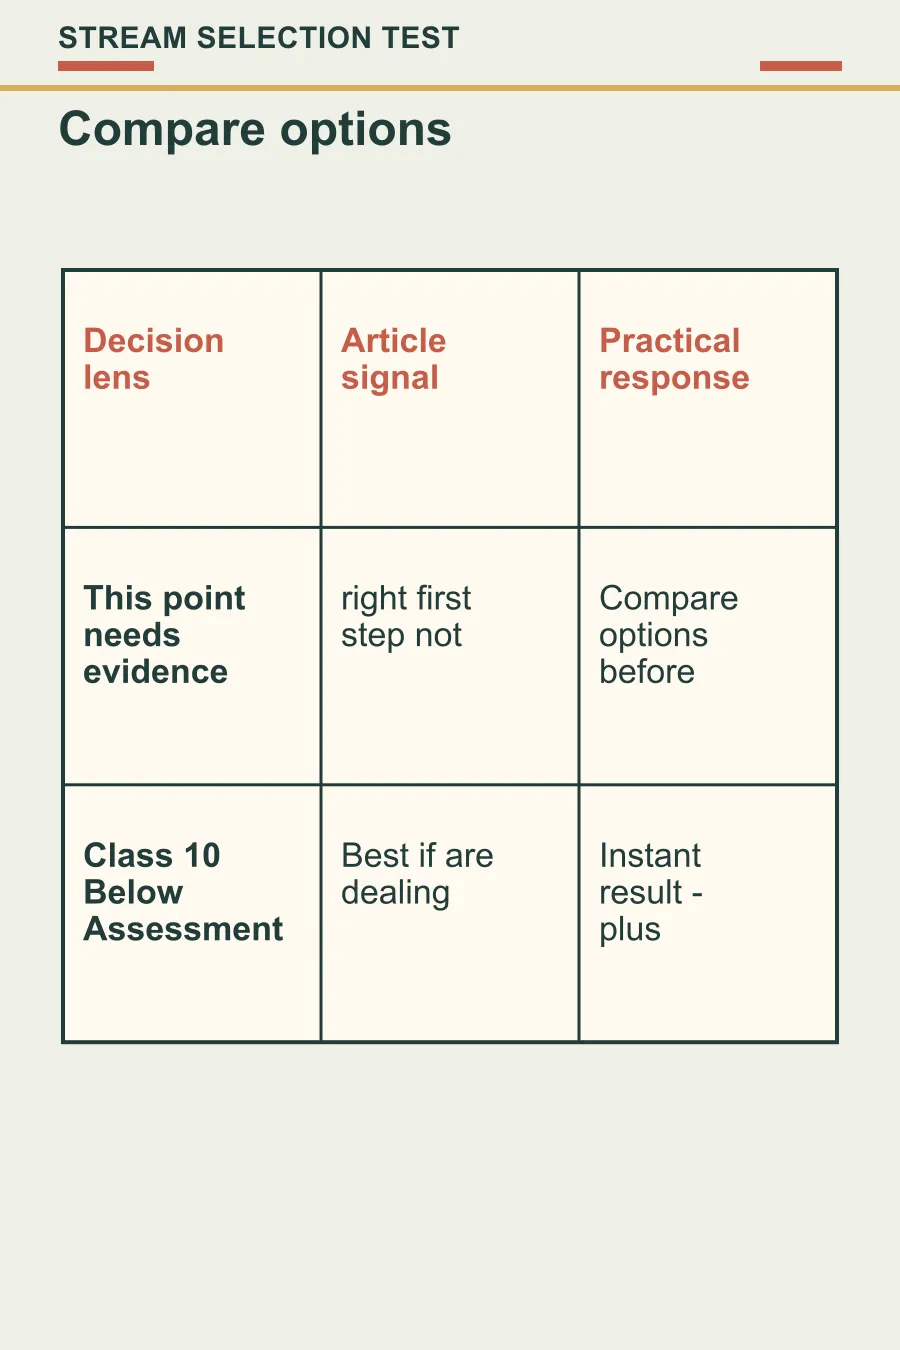 STREAM SELECTION TEST
Compare options
Decision
lens
Article
signal
Practical
response
This point
needs
evidence
right first
step not
Compare
options
before
Class 10
Below
Assessment
Best if are
dealing
Instant
result -
plus